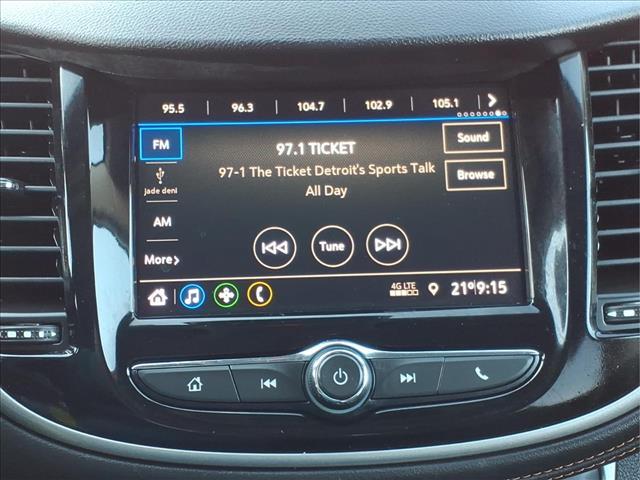 95.5 | 96.3 | 104.7 | 102.9 | 105.1
FM
97.1 TICKET
Sound
97-1 The Ticket Detroit's Sports Talk
All Day
Browse
jade deni
AM
Tune
More
4G LTE
21° 9:15